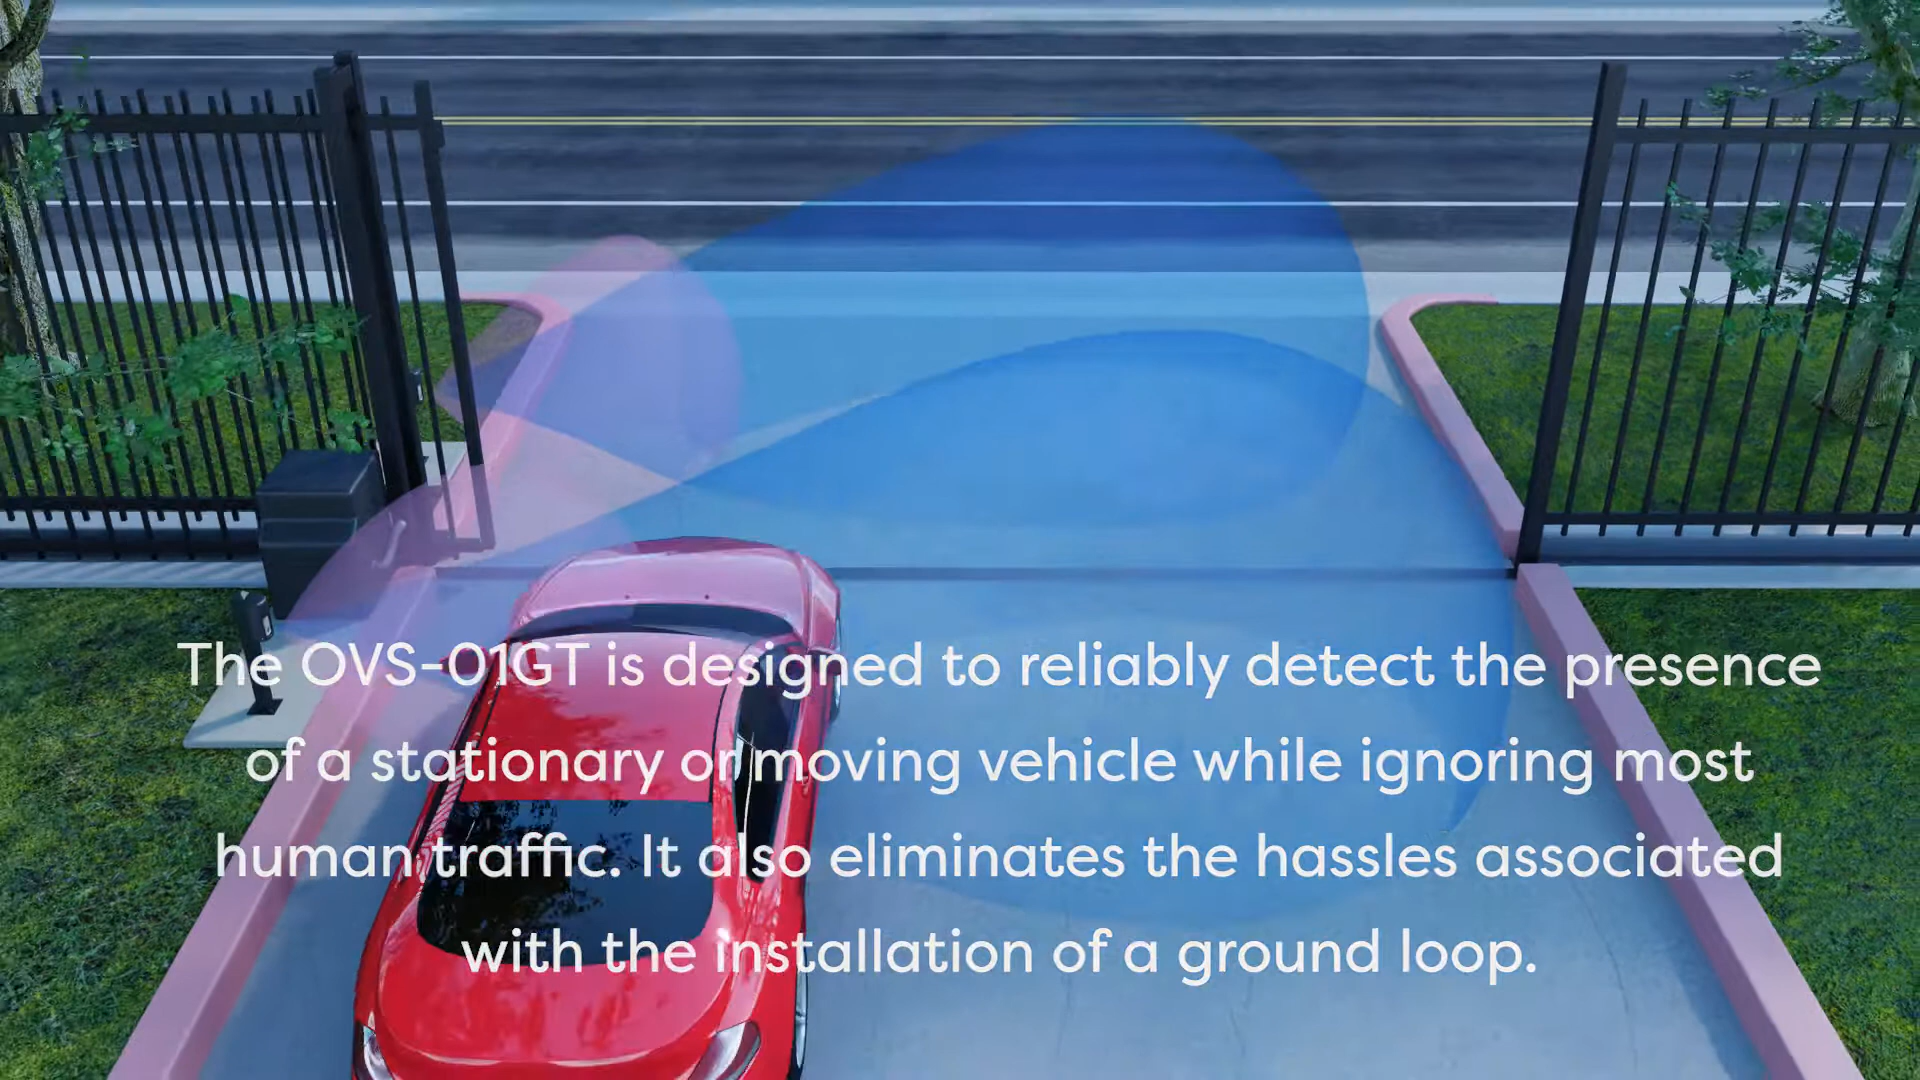 The OVS-01GT is designed to reliably detect the presence
of a stationary or moving vehicle while ignoring most
human traffic. It also eliminates the hassles associated
with the installation of a ground loop.